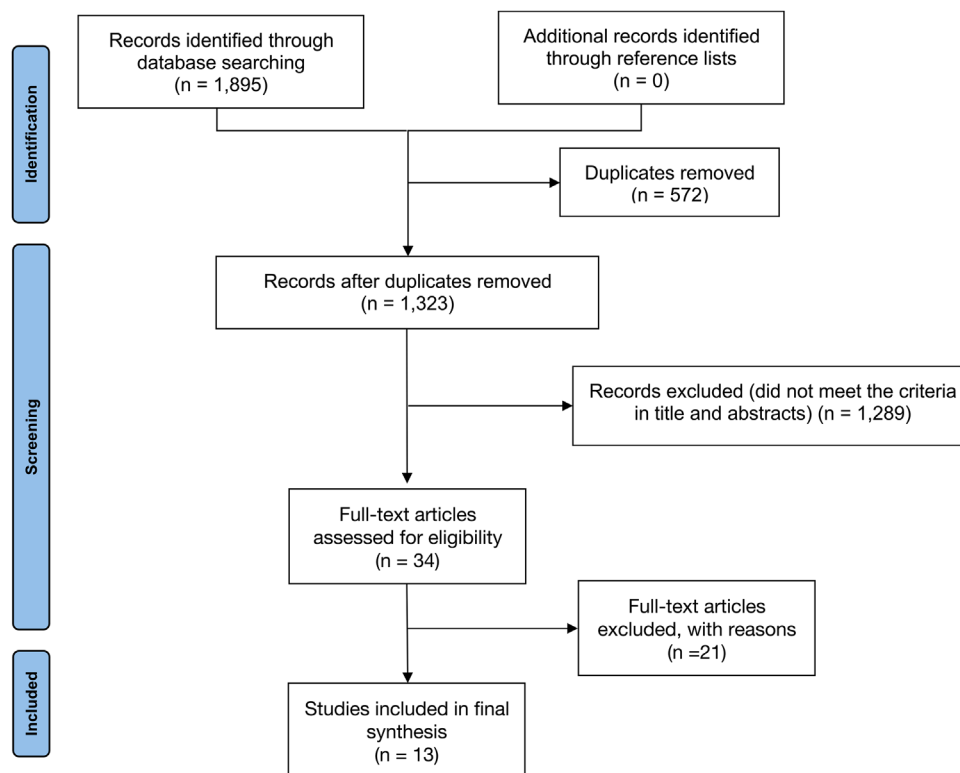 Records identified through
database searching
(n = 1,895)
Additional records identified
through reference lists
(n = 0)
Identification
Duplicates removed
(n = 572)
Records after duplicates removed
(n = 1,323)
Records excluded (did not meet the criteria
in title and abstracts) (n = 1,289)
Screening
Full-text articles
assessed for eligibility
(n = 34)
Full-text articles
excluded, with reasons
(n =21)
Included
Studies included in final
synthesis
(n = 13)